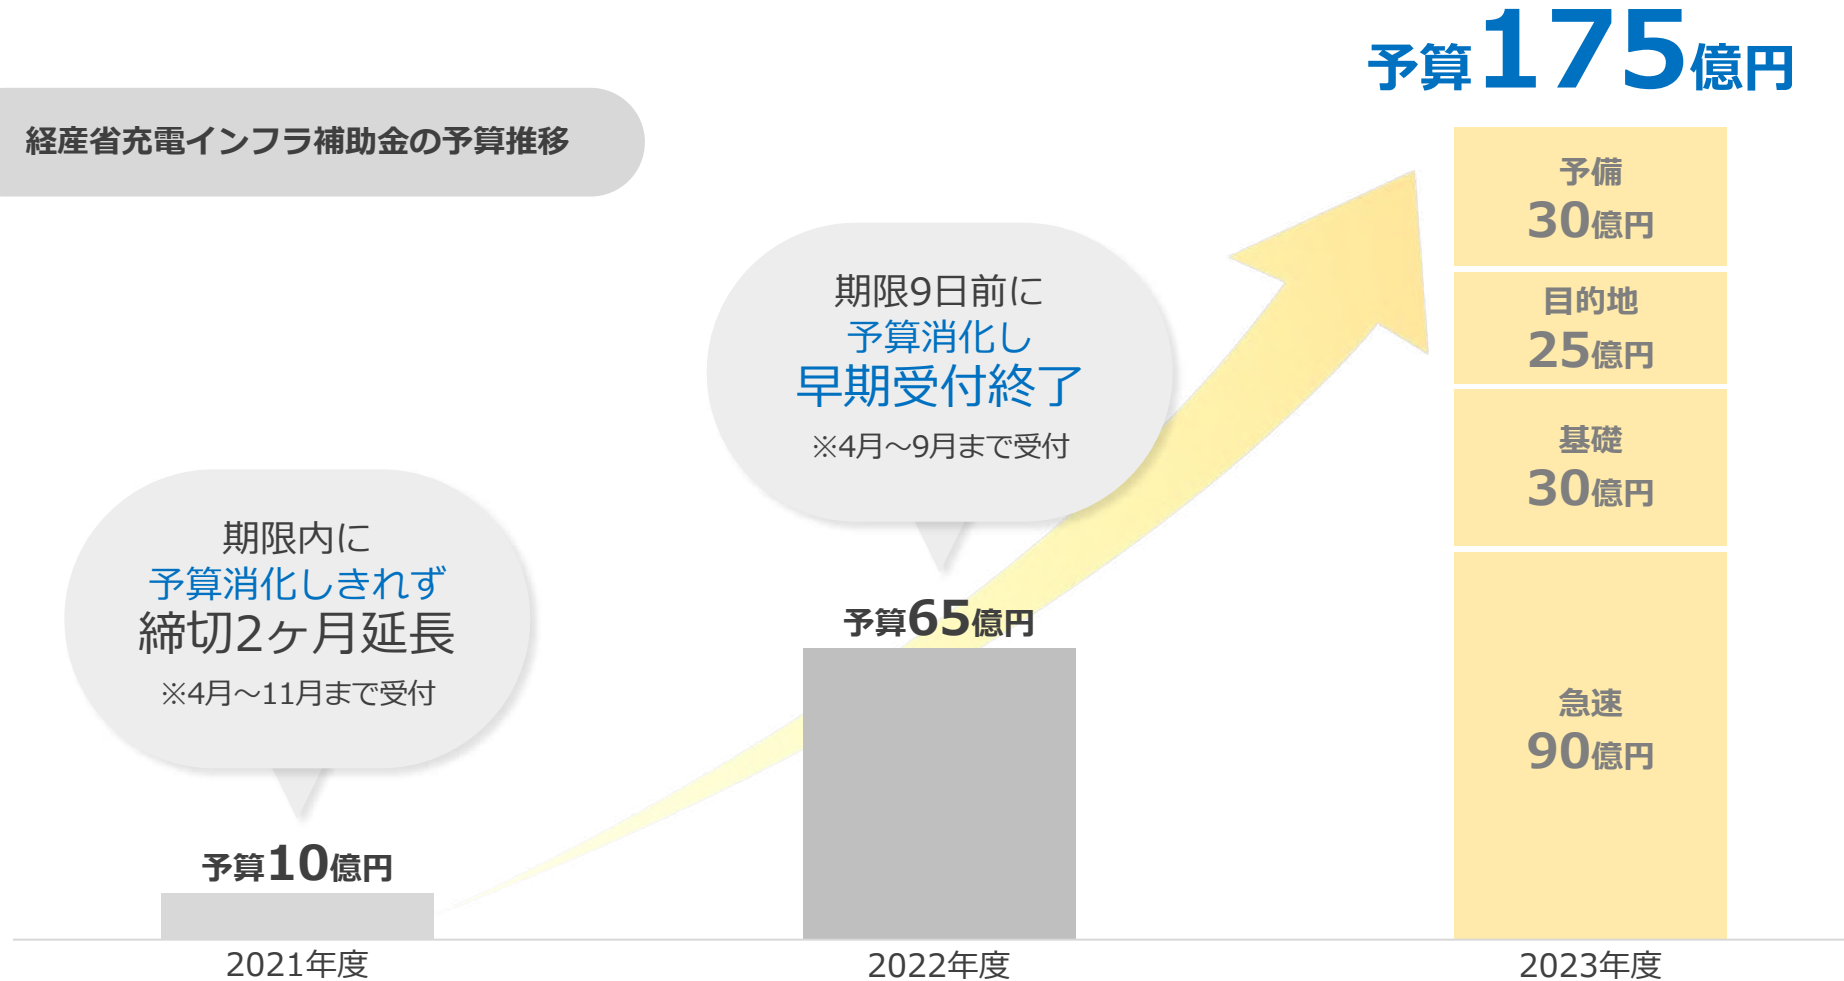 経産省充電インフラ補助金の予算推移
期限内に
予算消化しきれず
締切2ヶ月延長
※4月～11月まで受付
予算10億円
2021年度
期限9日前に
予算消化し
早期受付終了
※4月～9月まで受付
予算65億円
2022年度
予算175億円
予備
30億円
目的地
25億円
基礎
30億円
急速
90億円
2023年度